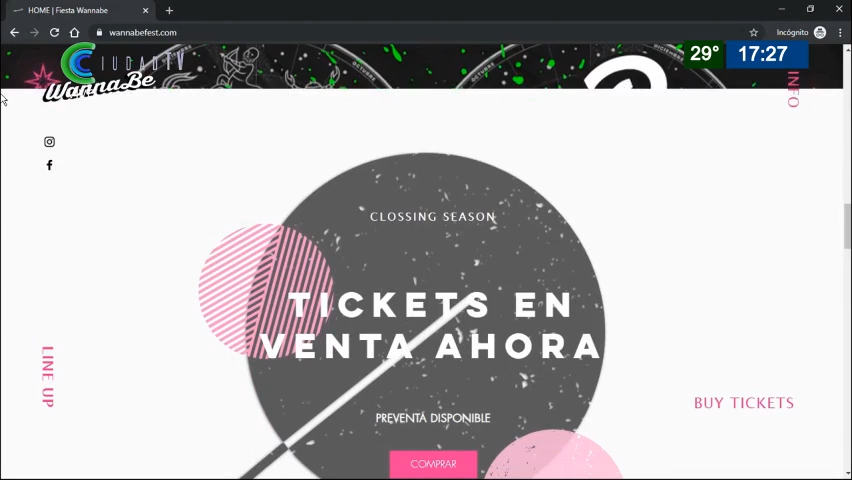 HOME | Fiesta Wannabe
wannabefest.com
Incógnito
CIUDAD TV
29°
17:27
WannaBe
OCTUBRE
INFO
CLOSSING SEASON
TICKETS EN
VENTA AHORA
LINE UP
BUY TICKETS
PREVENTA DISPONIBLE
COMPRAR